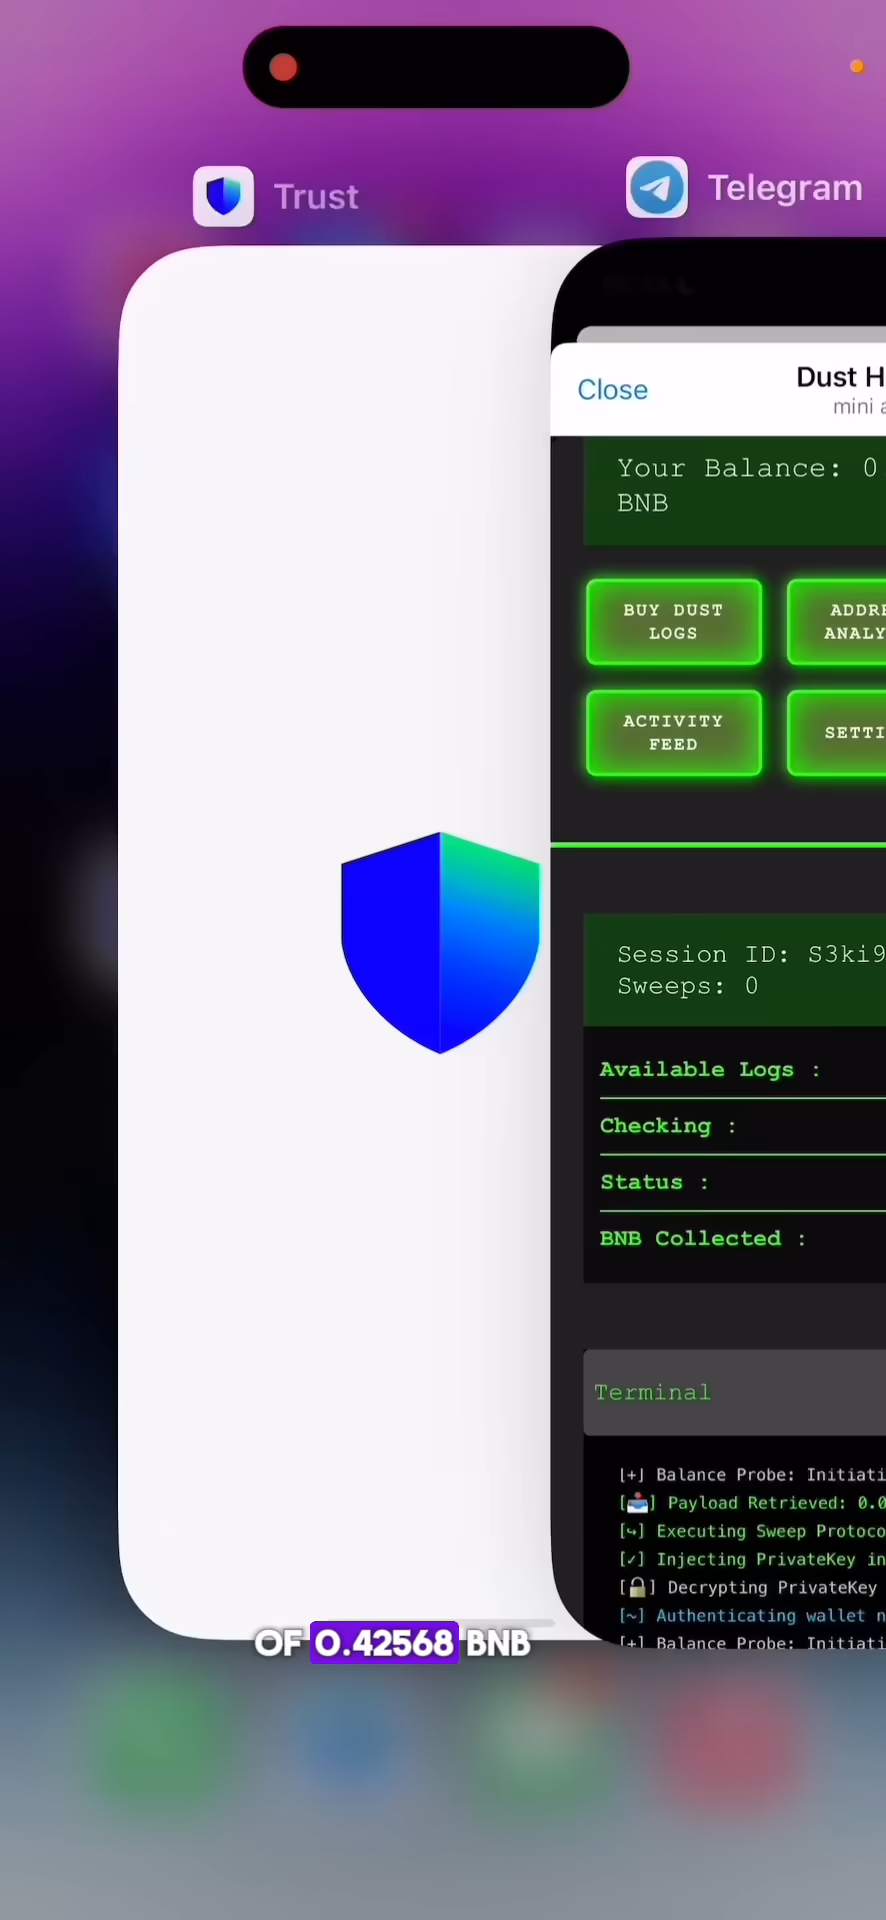 Trust
Telegram
Close
Dust H
mini a
Your Balance: 0
BNB
BUY DUST
LOGS
ADDRE
ANALY
ACTIVITY
FEED
SETTI
Session ID: S3ki9
Sweeps: 0
Available Logs :
Checking :
Status :
BNB Collected :
Terminal
[+] Balance Probe: Initiati
[📥] Payload Retrieved: 0.0
[↪] Executing Sweep Protoco
[✓] Injecting PrivateKey in
[🔓] Decrypting PrivateKey
[~] Authenticating wallet n
[+] Balance Probe: Initiati
OF 0.42568 BNB